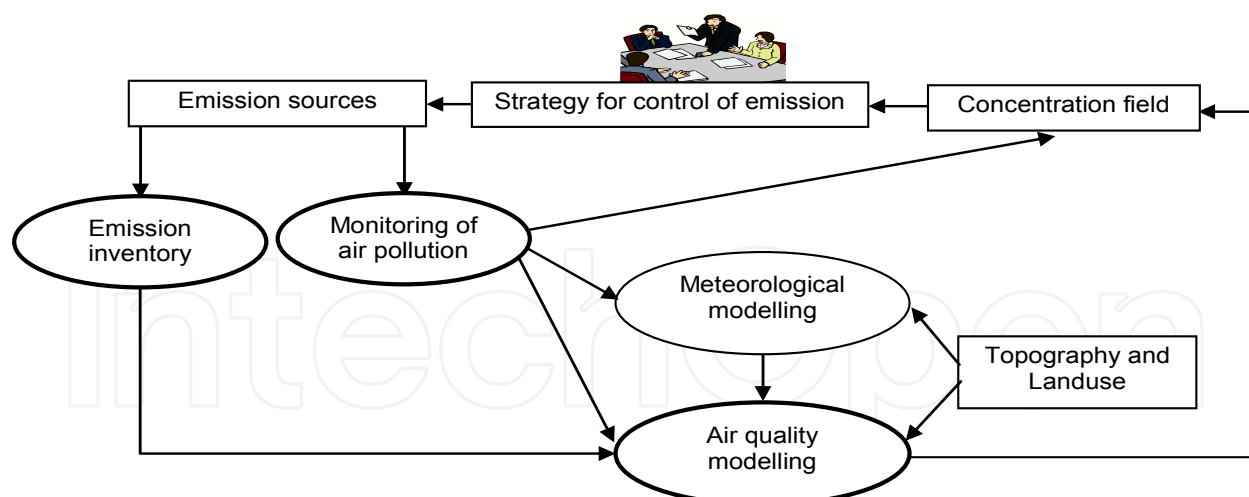 Emission sources
Strategy for control of emission
Concentration field
Emission
inventory
Monitoring of
air pollution
Meteorological
modelling
Topography and
Landuse
Air quality
modelling
IntechOpen